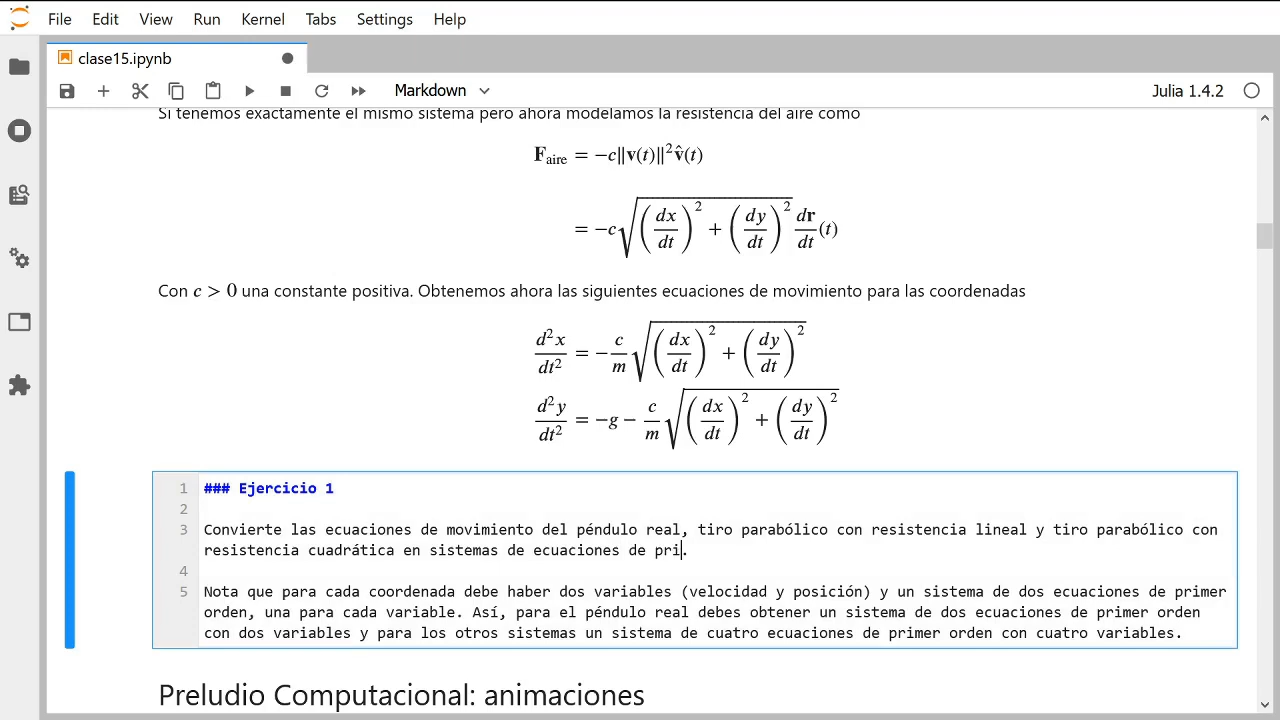 File Edit View Run Kernel Tabs Settings Help
clase15.ipynb
Markdown Julia 1.4.2
Si tenemos exactamente el mismo sistema pero ahora modelamos la resistencia del aire como
𝐅aire = −c‖𝐯(t)‖² 𝐯̂(t)
= −c√((dx/dt)² + (dy/dt)²) d𝐫/dt (t)
Con c > 0 una constante positiva. Obtenemos ahora las siguientes ecuaciones de movimiento para las coordenadas
d²x/dt² = −c/m √((dx/dt)² + (dy/dt)²)
d²y/dt² = −g − c/m √((dx/dt)² + (dy/dt)²)
1 ### Ejercicio 1
2
3 Convierte las ecuaciones de movimiento del péndulo real, tiro parabólico con resistencia lineal y tiro parabólico con
resistencia cuadrática en sistemas de ecuaciones de pri.
4
5 Nota que para cada coordenada debe haber dos variables (velocidad y posición) y un sistema de dos ecuaciones de primer
orden, una para cada variable. Así, para el péndulo real debes obtener un sistema de dos ecuaciones de primer orden
con dos variables y para los otros sistemas un sistema de cuatro ecuaciones de primer orden con cuatro variables.
Preludio Computacional: animaciones